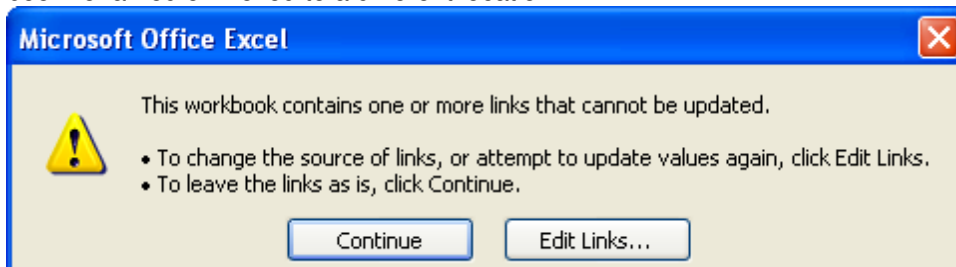 Microsoft Office Excel
This workbook contains one or more links that cannot be updated.
• To change the source of links, or attempt to update values again, click Edit Links.
• To leave the links as is, click Continue.
Continue
Edit Links...